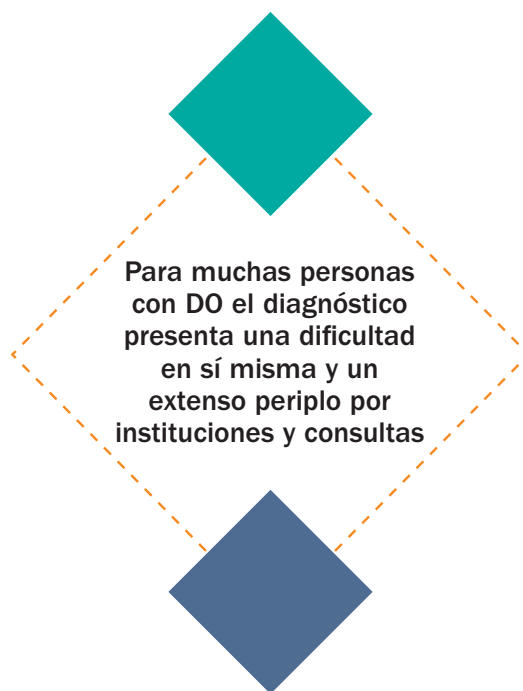 Para muchas personas
con DO el diagnóstico
presenta una dificultad
en sí misma y un
extenso periplo por
instituciones y consultas